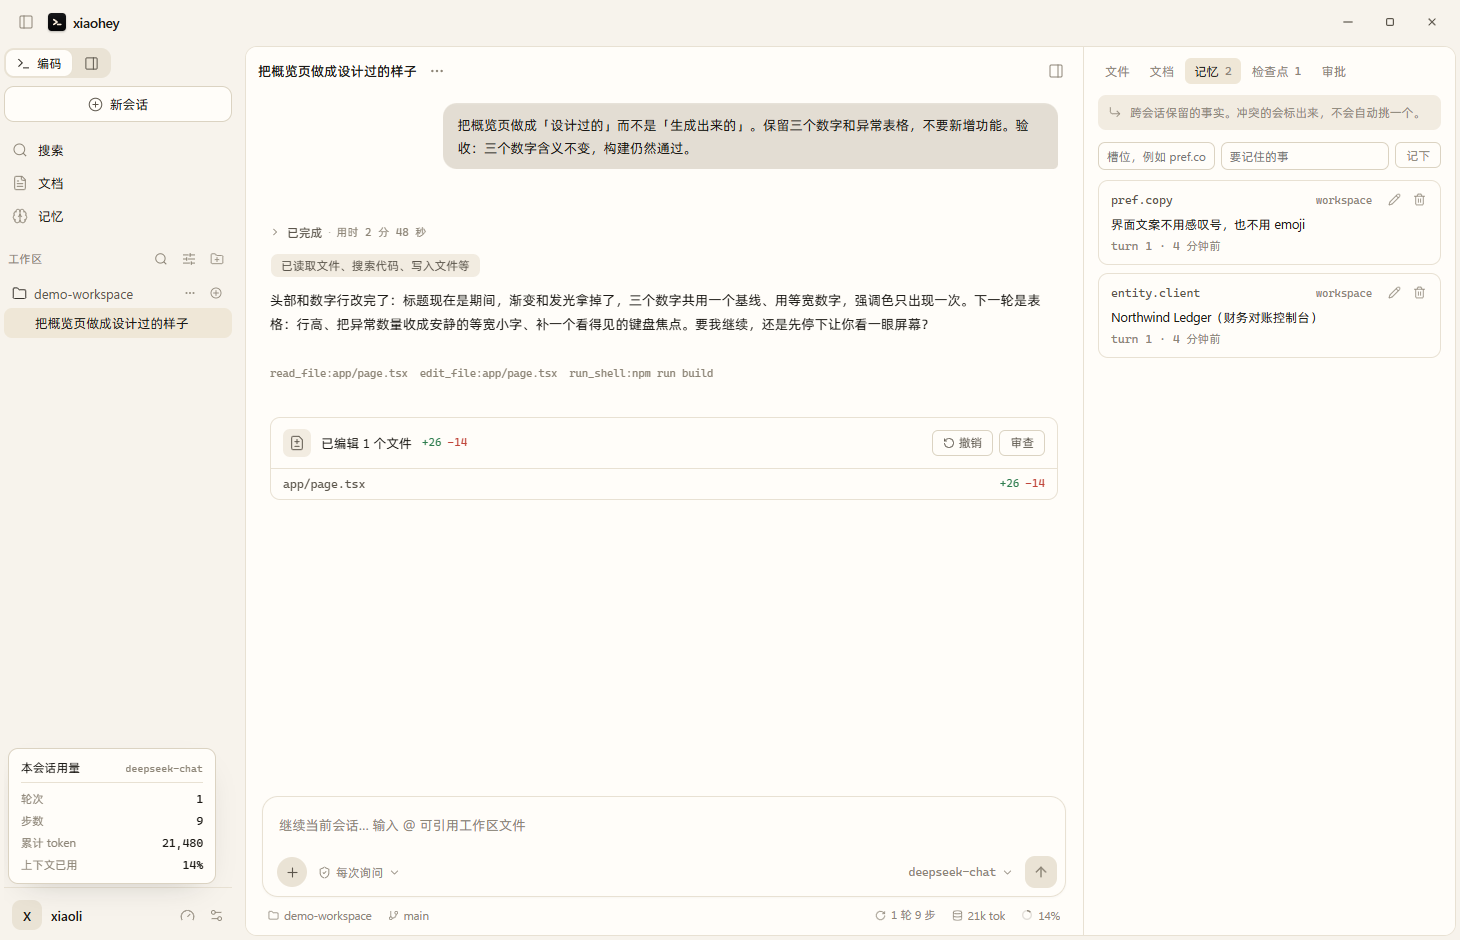 xiaohey
编码
新会话
搜索
文档
记忆
工作区
demo-workspace
把概览页做成设计过的样子
本会话用量 deepseek-chat
轮次 1
步数 9
累计 token 21,480
上下文已用 14%
X xiaoli
把概览页做成设计过的样子
把概览页做成「设计过的」而不是「生成出来的」。保留三个数字和异常表格，不要新增功能。验
收：三个数字含义不变，构建仍然通过。
已完成 · 用时 2 分 48 秒
已读取文件、搜索代码、写入文件等
头部和数字行改完了：标题现在是期间，渐变和发光拿掉了，三个数字共用一个基线、用等宽数字，强调色只出现一次。下一轮是表
格：行高、把异常数量收成安静的等宽小字、补一个看得见的键盘焦点。要我继续，还是先停下让你看一眼屏幕？
read_file:app/page.tsx edit_file:app/page.tsx run_shell:npm run build
已编辑 1 个文件 +26 −14 撤销 审查
app/page.tsx +26 −14
继续当前会话… 输入 @ 可引用工作区文件
每次询问 deepseek-chat
demo-workspace main 1 轮 9 步 21k tok 14%
文件 文档 记忆 2 检查点 1 审批
跨会话保留的事实。冲突的会标出来，不会自动挑一个。
槽位，例如 pref.co 要记住的事 记下
pref.copy workspace
界面文案不用感叹号，也不用 emoji
turn 1 · 4 分钟前
entity.client workspace
Northwind Ledger（财务对账控制台）
turn 1 · 4 分钟前